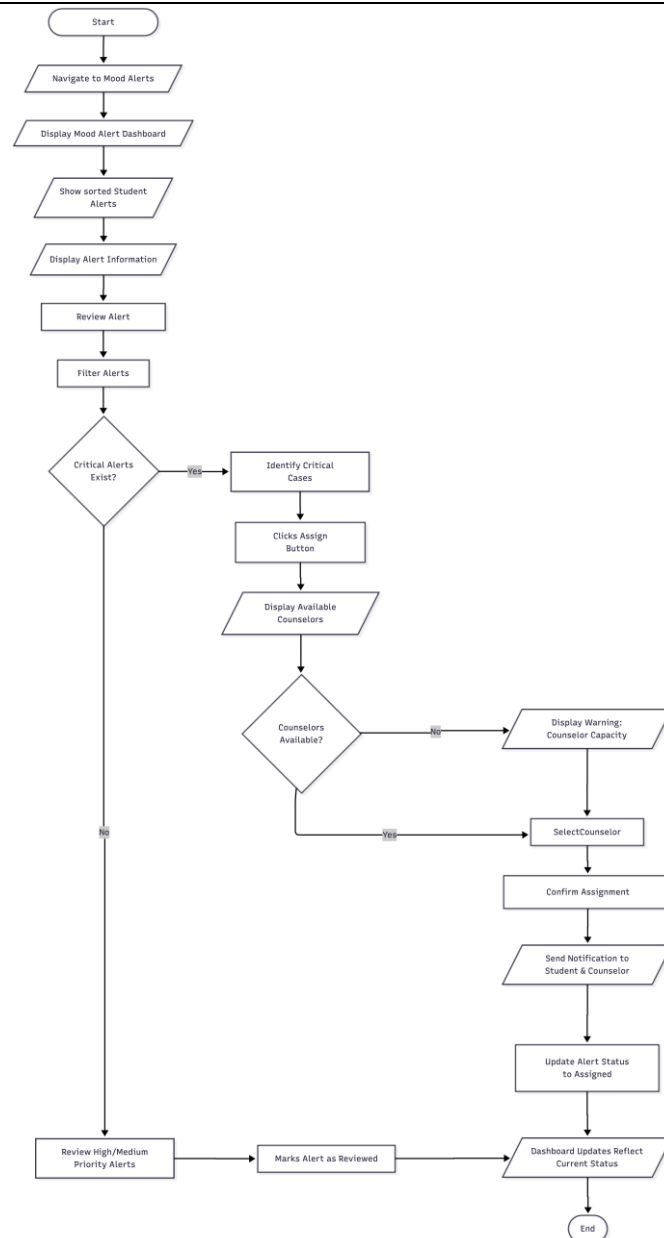 Start
Navigate to Mood Alerts
Display Mood Alert Dashboard
Show sorted Student
Alerts
Display Alert Information
Review Alert
Filter Alerts
Critical Alerts
Exist?
Yes
Identify Critical
Cases
Clicks Assign
Button
Display Available
Counselors
Counselors
Available?
No
Display Warning:
Counselor Capacity
Yes
SelectCounselor
Confirm Assignment
Send Notification to
Student & Counselor
Update Alert Status
to Assigned
No
Review High/Medium
Priority Alerts
Marks Alert as Reviewed
Dashboard Updates Reflect
Current Status
End